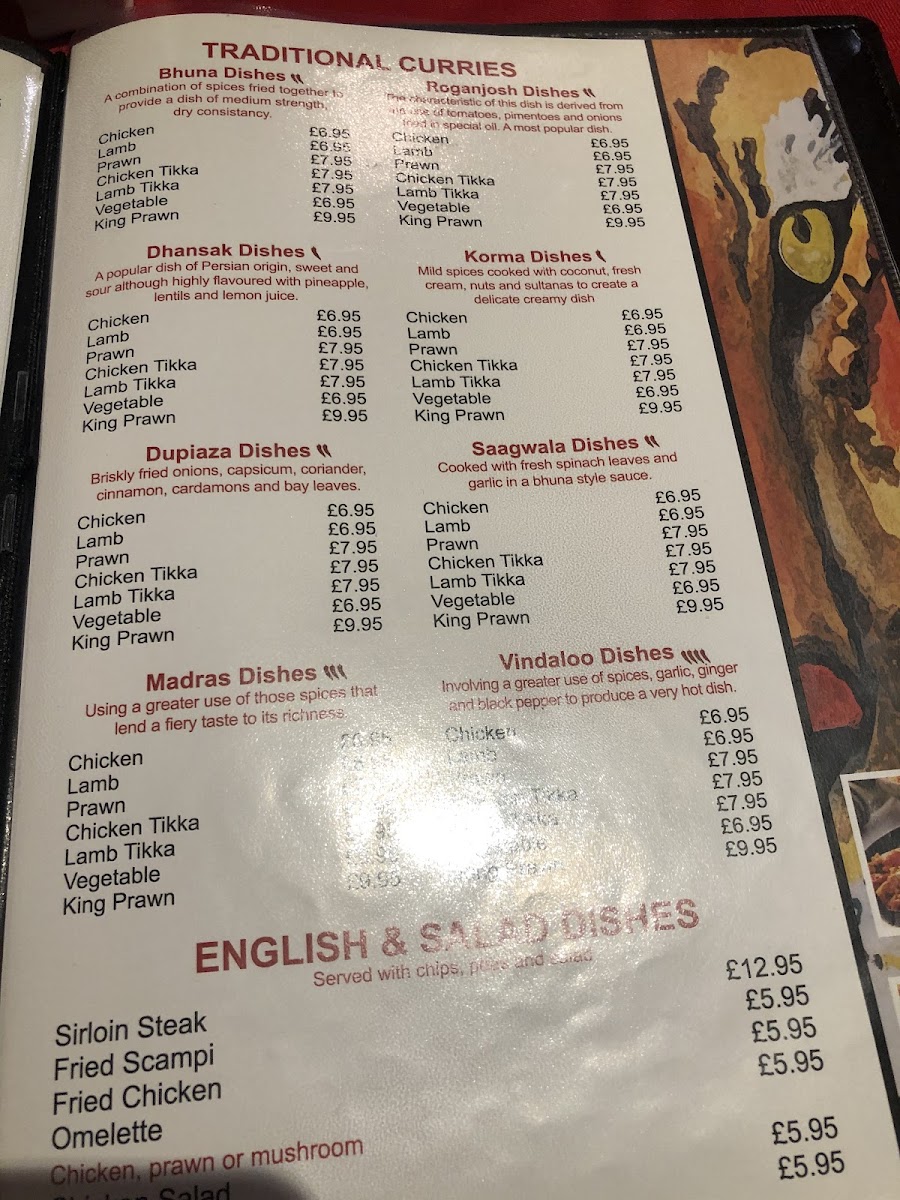 TRADITIONAL CURRIES
Bhuna Dishes
A combination of spices fried together to
provide a dish of medium strength,
dry consistancy.
Chicken £6.95
Lamb £6.95
Prawn £7.95
Chicken Tikka £7.95
Lamb Tikka £7.95
Vegetable £6.95
King Prawn £9.95
Roganjosh Dishes
The characteristic of this dish is derived from
use of tomatoes, pimentoes and onions
fried in special oil. A most popular dish.
Chicken £6.95
Lamb £6.95
Prawn £7.95
Chicken Tikka £7.95
Lamb Tikka £7.95
Vegetable £6.95
King Prawn £9.95
Dhansak Dishes
A popular dish of Persian origin, sweet and
sour although highly flavoured with pineapple,
lentils and lemon juice.
Chicken £6.95
Lamb £6.95
Prawn £7.95
Chicken Tikka £7.95
Lamb Tikka £7.95
Vegetable £6.95
King Prawn £9.95
Korma Dishes
Mild spices cooked with coconut, fresh
cream, nuts and sultanas to create a
delicate creamy dish
Chicken £6.95
Lamb £6.95
Prawn £7.95
Chicken Tikka £7.95
Lamb Tikka £7.95
Vegetable £6.95
King Prawn £9.95
Dupiaza Dishes
Briskly fried onions, capsicum, coriander,
cinnamon, cardamons and bay leaves.
Chicken £6.95
Lamb £6.95
Prawn £7.95
Chicken Tikka £7.95
Lamb Tikka £7.95
Vegetable £6.95
King Prawn £9.95
Saagwala Dishes
Cooked with fresh spinach leaves and
garlic in a bhuna style sauce.
Chicken £6.95
Lamb £6.95
Prawn £7.95
Chicken Tikka £7.95
Lamb Tikka £7.95
Vegetable £6.95
King Prawn £9.95
Madras Dishes
Using a greater use of those spices that
lend a fiery taste to its richness.
Chicken £6.95
Lamb
Prawn
Chicken Tikka
Lamb Tikka
Vegetable
King Prawn £9.95
Vindaloo Dishes
Involving a greater use of spices, garlic, ginger
and black pepper to produce a very hot dish.
Chicken £6.95
Lamb £6.95
£7.95
Tikka £7.95
£7.95
£6.95
£9.95
ENGLISH & SALAD DISHES
Served with chips, peas and salad
Sirloin Steak £12.95
Fried Scampi £5.95
Fried Chicken £5.95
Omelette £5.95
Chicken, prawn or mushroom
Chicken Salad £5.95
£5.95